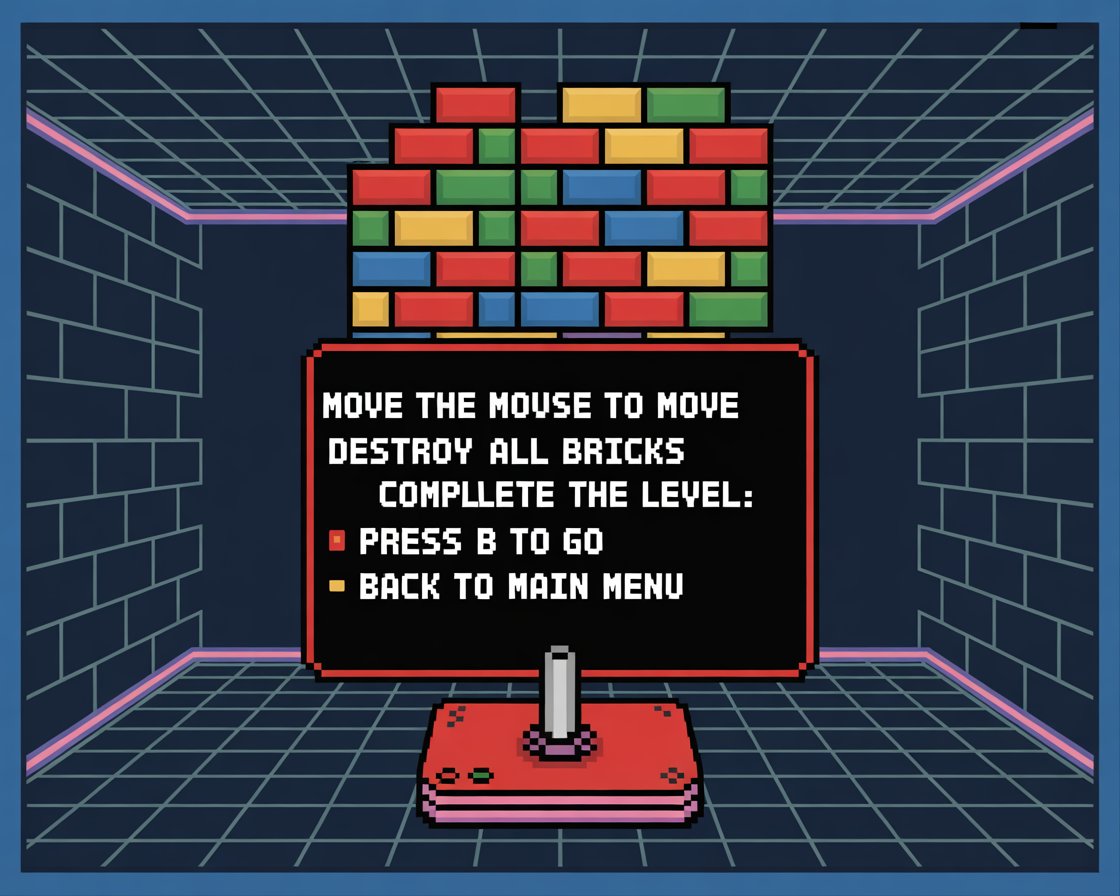 MOVE THE MOUSE TO MOVE
DESTROY ALL BRICKS
COMPLLETE THE LEVEL:
PRESS B TO GO
BACK TO MAIN MENU